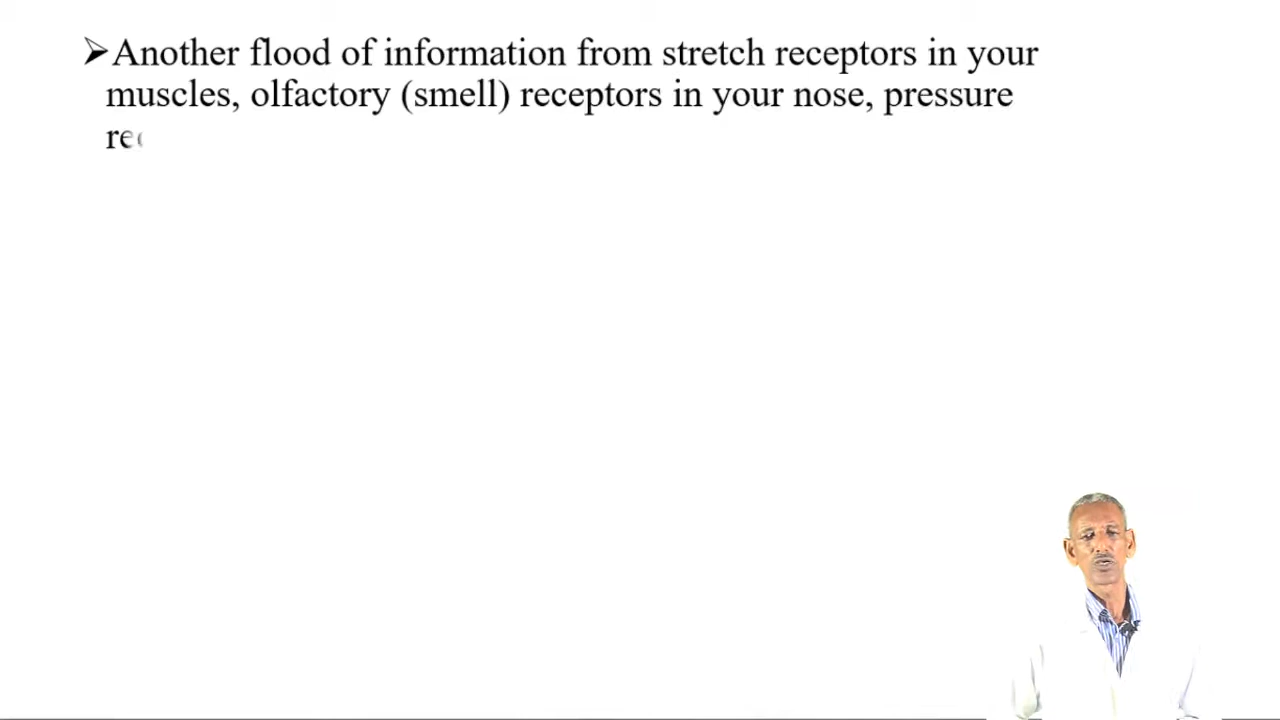 ➢Another flood of information from stretch receptors in your
muscles, olfactory (smell) receptors in your nose, pressure